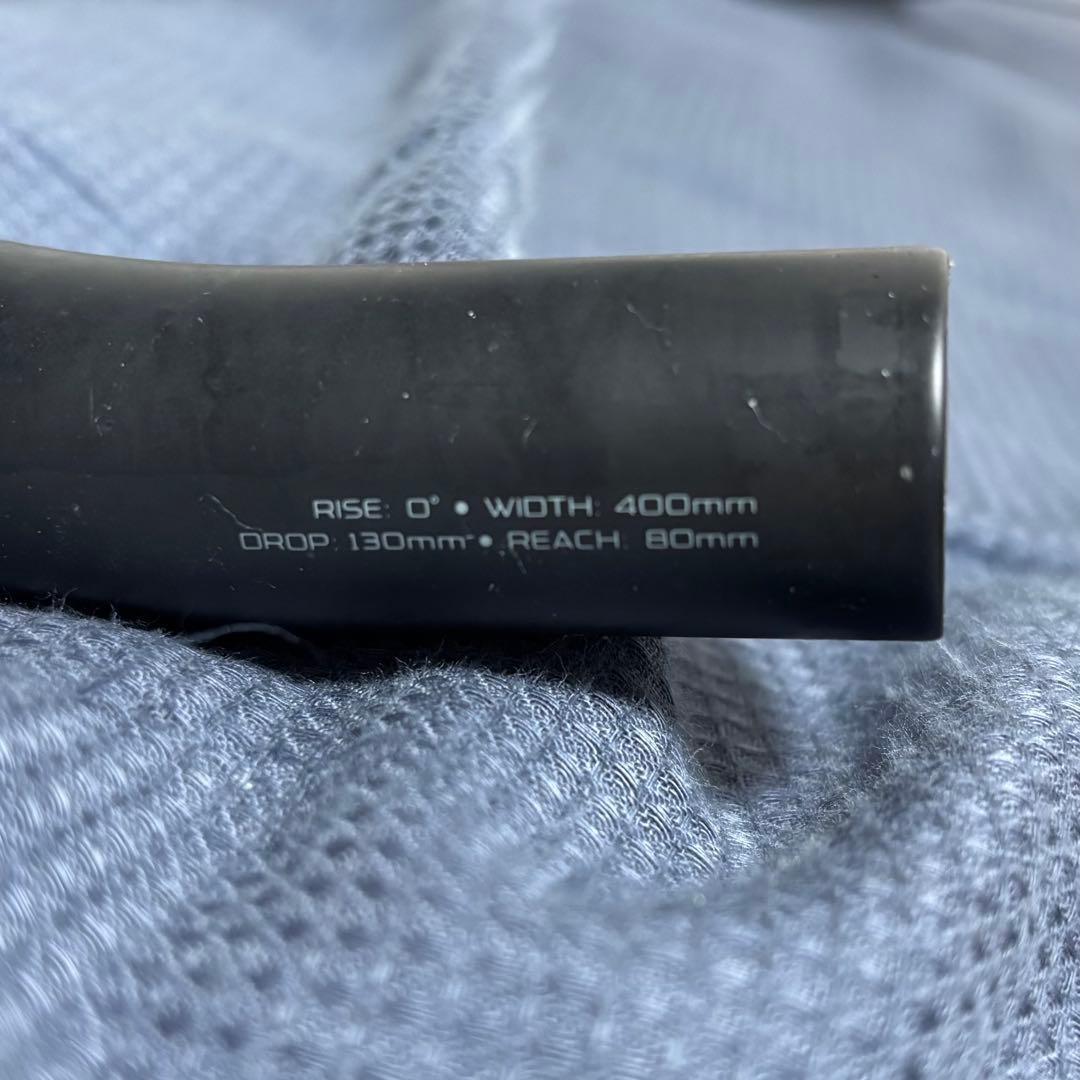 RISE: 0° • WIDTH: 400mm
DROP: 130mm • REACH: 80mm